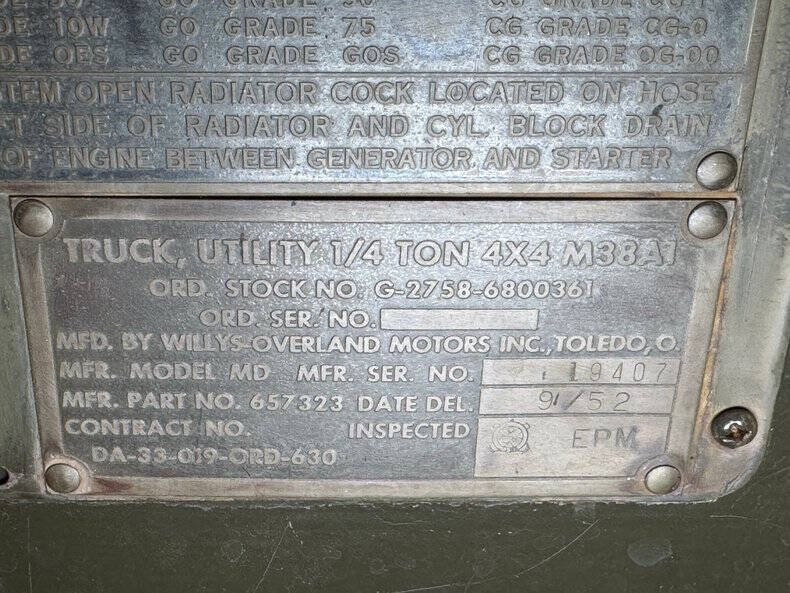 GO GRADE
10W GO GRADE 75 CG GRADE CG-0
OES GO GRADE GOS CG GRADE OG-00
OPEN RADIATOR COCK LOCATED ON HOSE
SIDE OF RADIATOR AND CYL. BLOCK DRAIN
OF ENGINE BETWEEN GENERATOR AND STARTER
TRUCK, UTILITY 1/4 TON 4X4 M38A1
ORD. STOCK NO. G-2758-6800361
ORD. SER. NO.
MFD. BY WILLYS-OVERLAND MOTORS INC., TOLEDO, O.
MFR. MODEL MD MFR. SER. NO. 19407
MFR. PART NO. 657323 DATE DEL. 9/52
CONTRACT NO. INSPECTED EPM
DA-33-019-ORD-630